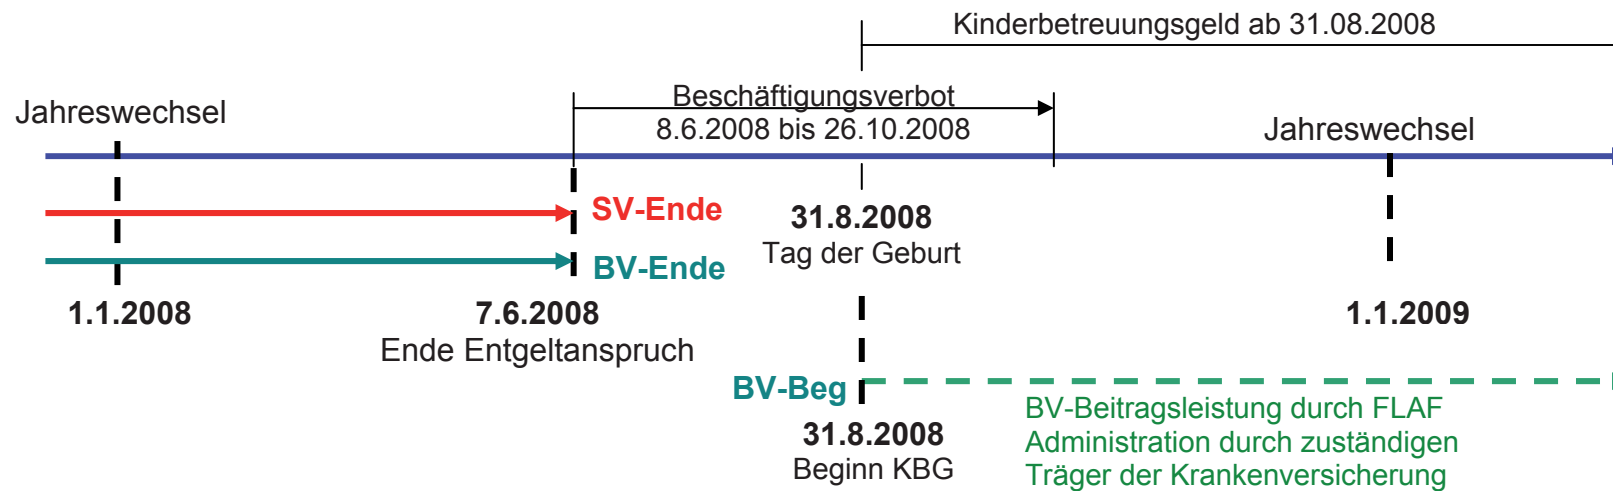 Kinderbetreuungsgeld ab 31.08.2008
Jahreswechsel
Beschäftigungsverbot
8.6.2008 bis 26.10.2008
Jahreswechsel
SV-Ende
BV-Ende
31.8.2008
Tag der Geburt
1.1.2008
7.6.2008
Ende Entgeltanspruch
1.1.2009
BV-Beg
31.8.2008
Beginn KBG
BV-Beitragsleistung durch FLAF
Administration durch zuständigen
Träger der Krankenversicherung